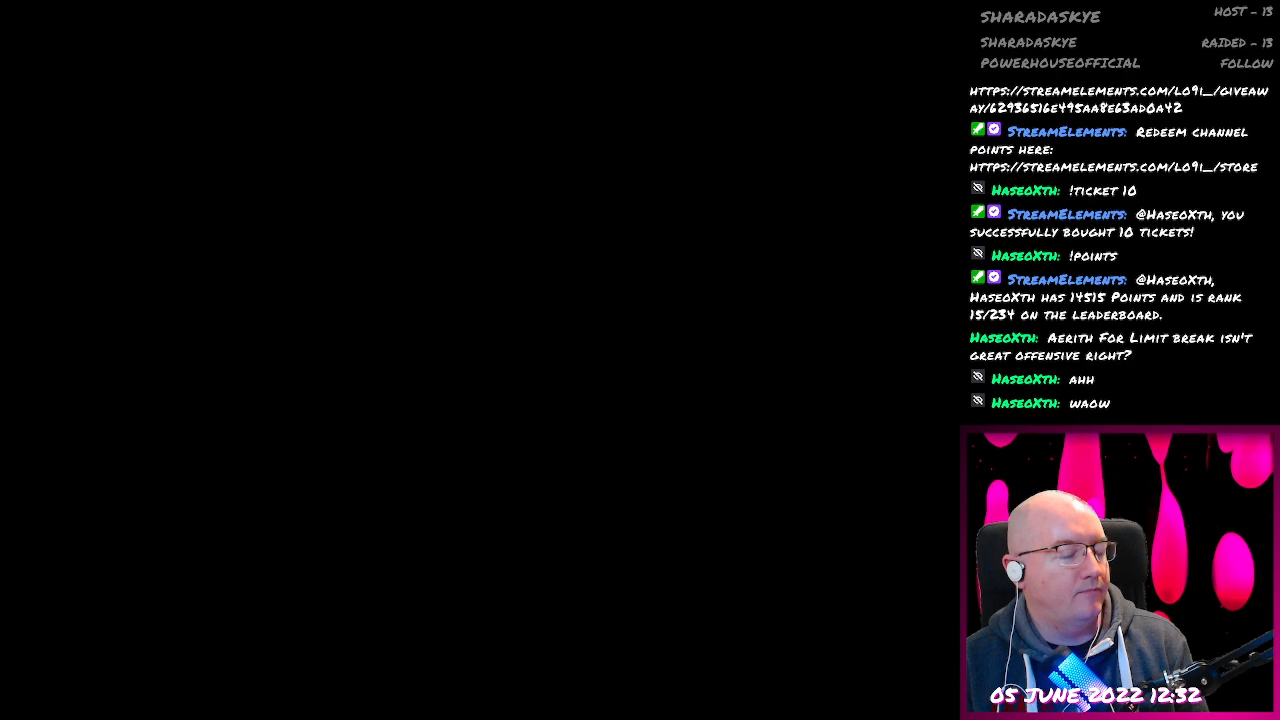 SHARADASKYE HOST - 13
SHARADASKYE RAIDED - 13
POWERHOUSEOFFICIAL FOLLOW
HTTPS://STREAMELEMENTS.COM/LO9I_/GIVEAW
AY/62936516E495AA8E63AD0A42
STREAMELEMENTS: REDEEM CHANNEL
POINTS HERE:
HTTPS://STREAMELEMENTS.COM/LO9I_/STORE
HASEOXTH: !TICKET 10
STREAMELEMENTS: @HASEOXTH, YOU
SUCCESSFULLY BOUGHT 10 TICKETS!
HASEOXTH: !POINTS
STREAMELEMENTS: @HASEOXTH,
HASEOXTH HAS 14515 POINTS AND IS RANK
15/234 ON THE LEADERBOARD.
HASEOXTH: AERITH FOR LIMIT BREAK ISN'T
GREAT OFFENSIVE RIGHT?
HASEOXTH: AHH
HASEOXTH: WAOW
05 JUNE 2022 12:32